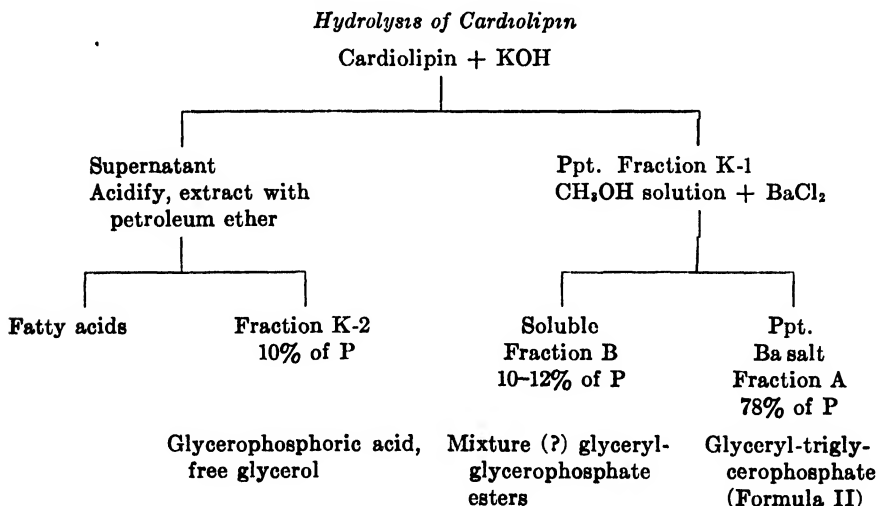 Hydrolysis of Cardiolipin
Cardiolipin + KOH
Supernatant
Acidify, extract with
petroleum ether
Ppt. Fraction K-1
CH₃OH solution + BaCl₂
Fatty acids
Fraction K-2
10% of P
Soluble
Fraction B
10–12% of P
Ppt.
Ba salt
Fraction A
78% of P
Glycerophosphoric acid,
free glycerol
Mixture (?) glyceryl-
glycerophosphate
esters
Glyceryl-trigly-
cerophosphate
(Formula II)